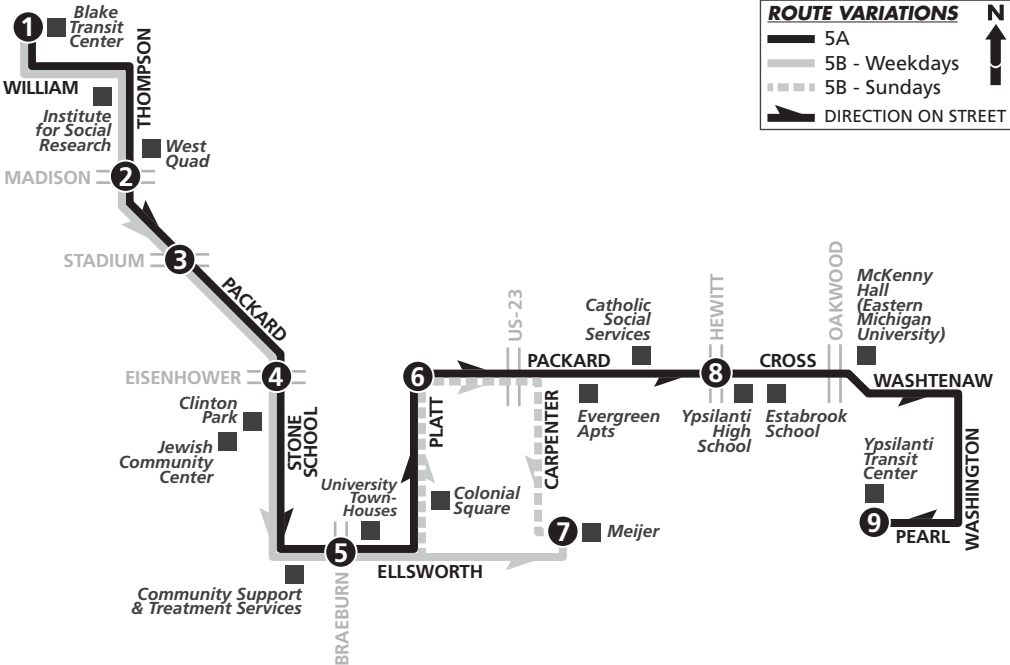 1
Blake
Transit
Center
WILLIAM
THOMPSON
Institute
for Social
Research
West
Quad
MADISON
2
STADIUM
3
PACKARD
EISENHOWER
4
Clinton
Park
Jewish
Community
Center
STONE
SCHOOL
University
Town-
Houses
5
BRAEBURN
Community Support
& Treatment Services
ELLSWORTH
6
PLATT
Colonial
Square
US-23
CARPENTER
7
Meijer
PACKARD
Catholic
Social
Services
Evergreen
Apts
HEWITT
8
Ypsilanti
High
School
CROSS
Estabrook
School
OAKWOOD
McKenny
Hall
(Eastern
Michigan
University)
WASHTENAW
WASHINGTON
Ypsilanti
Transit
Center
9
PEARL
ROUTE VARIATIONS
5A
5B - Weekdays
5B - Sundays
DIRECTION ON STREET
N